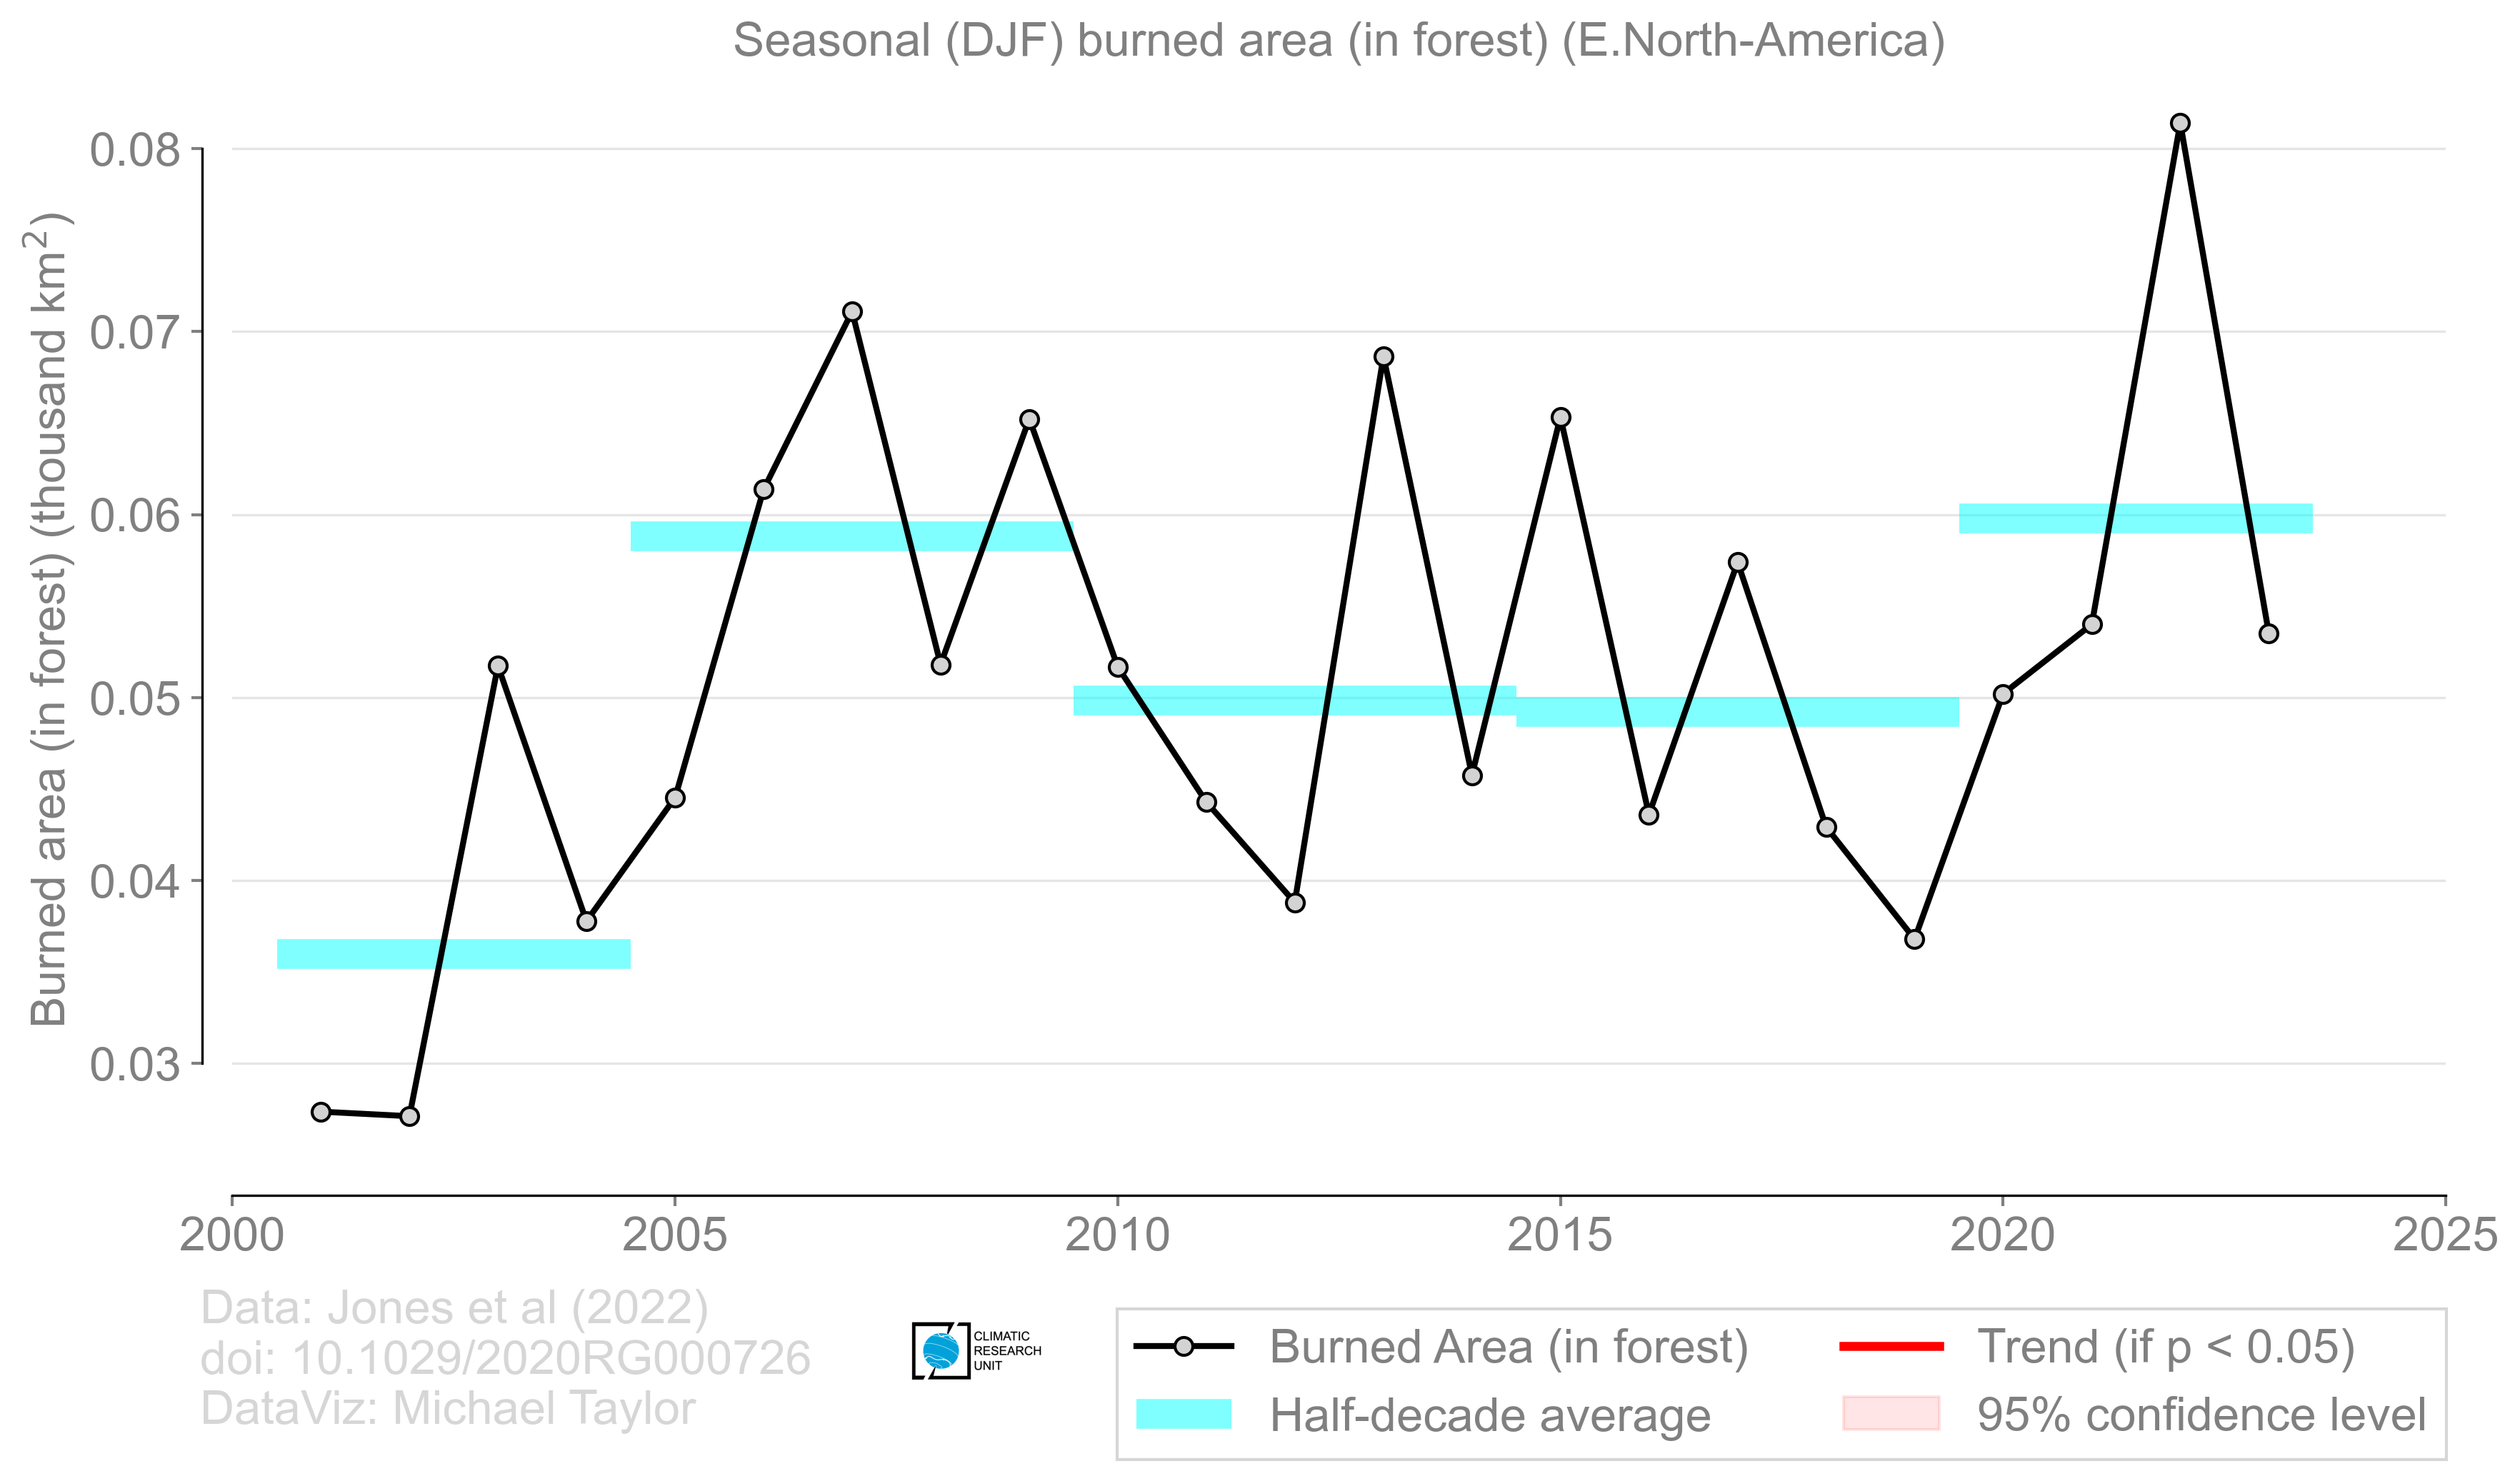 Seasonal (DJF) burned area (in forest) (E.North-America)
Burned area (in forest) (thousand km²)
0.08
0.07
0.06
0.05
0.04
0.03
2000 2005 2010 2015 2020 2025
Data: Jones et al (2022)
doi: 10.1029/2020RG000726
DataViz: Michael Taylor
CLIMATIC
RESEARCH
UNIT
Burned Area (in forest)
Half-decade average
Trend (if p < 0.05)
95% confidence level